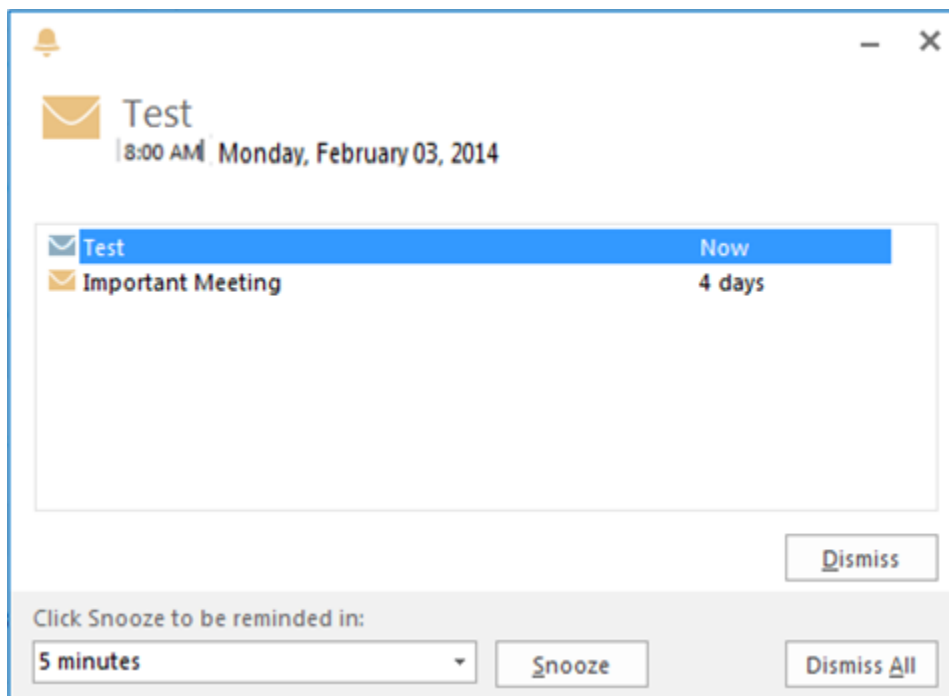 Test
8:00 AM Monday, February 03, 2014
Test Now
Important Meeting 4 days
Dismiss
Click Snooze to be reminded in:
5 minutes Snooze Dismiss All